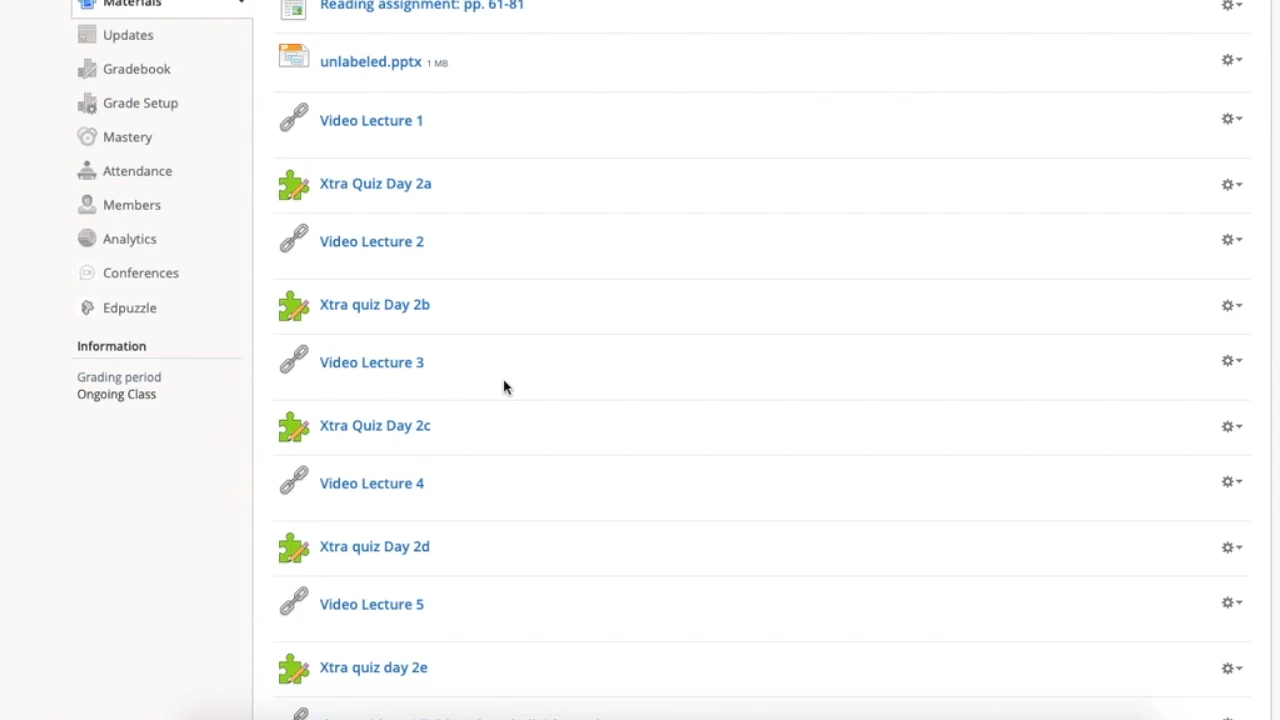 Materials
Updates
Gradebook
Grade Setup
Mastery
Attendance
Members
Analytics
Conferences
Edpuzzle
Information
Grading period
Ongoing Class
Reading assignment: pp. 61-81
unlabeled.pptx 1 MB
Video Lecture 1
Xtra Quiz Day 2a
Video Lecture 2
Xtra quiz Day 2b
Video Lecture 3
Xtra Quiz Day 2c
Video Lecture 4
Xtra quiz Day 2d
Video Lecture 5
Xtra quiz day 2e